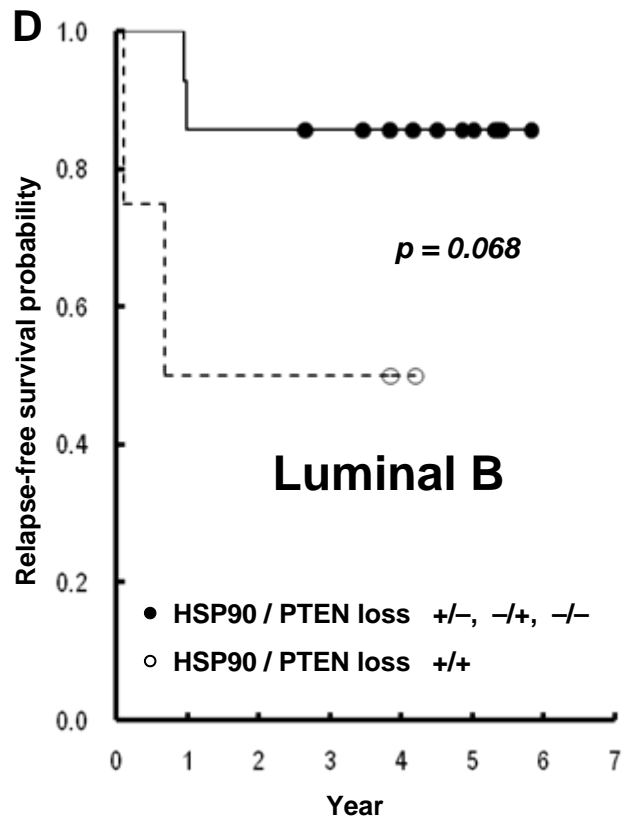 D
1.0
0.8
0.6
0.4
0.2
0.0
Relapse-free survival probability
p = 0.068
Luminal B
HSP90 / PTEN loss +/–, –/+, –/–
HSP90 / PTEN loss +/+
0 1 2 3 4 5 6 7
Year